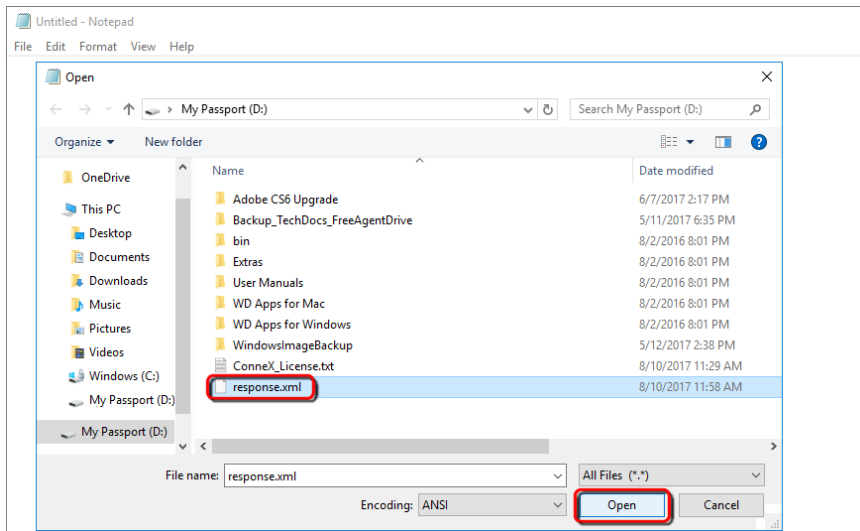 Untitled - Notepad
File Edit Format View Help
Open
My Passport (D:)
Search My Passport (D:)
Organize New folder
Name Date modified
OneDrive
This PC
Desktop
Documents
Downloads
Music
Pictures
Videos
Windows (C:)
My Passport (D:)
My Passport (D:)
Adobe CS6 Upgrade 6/7/2017 2:17 PM
Backup_TechDocs_FreeAgentDrive 5/11/2017 6:35 PM
bin 8/2/2016 8:01 PM
Extras 8/2/2016 8:01 PM
User Manuals 8/2/2016 8:01 PM
WD Apps for Mac 8/2/2016 8:01 PM
WD Apps for Windows 8/2/2016 8:01 PM
WindowsImageBackup 5/12/2017 2:38 PM
ConneX_License.txt 8/10/2017 11:29 AM
response.xml 8/10/2017 11:58 AM
File name: response.xml All Files (*.*)
Encoding: ANSI Open Cancel